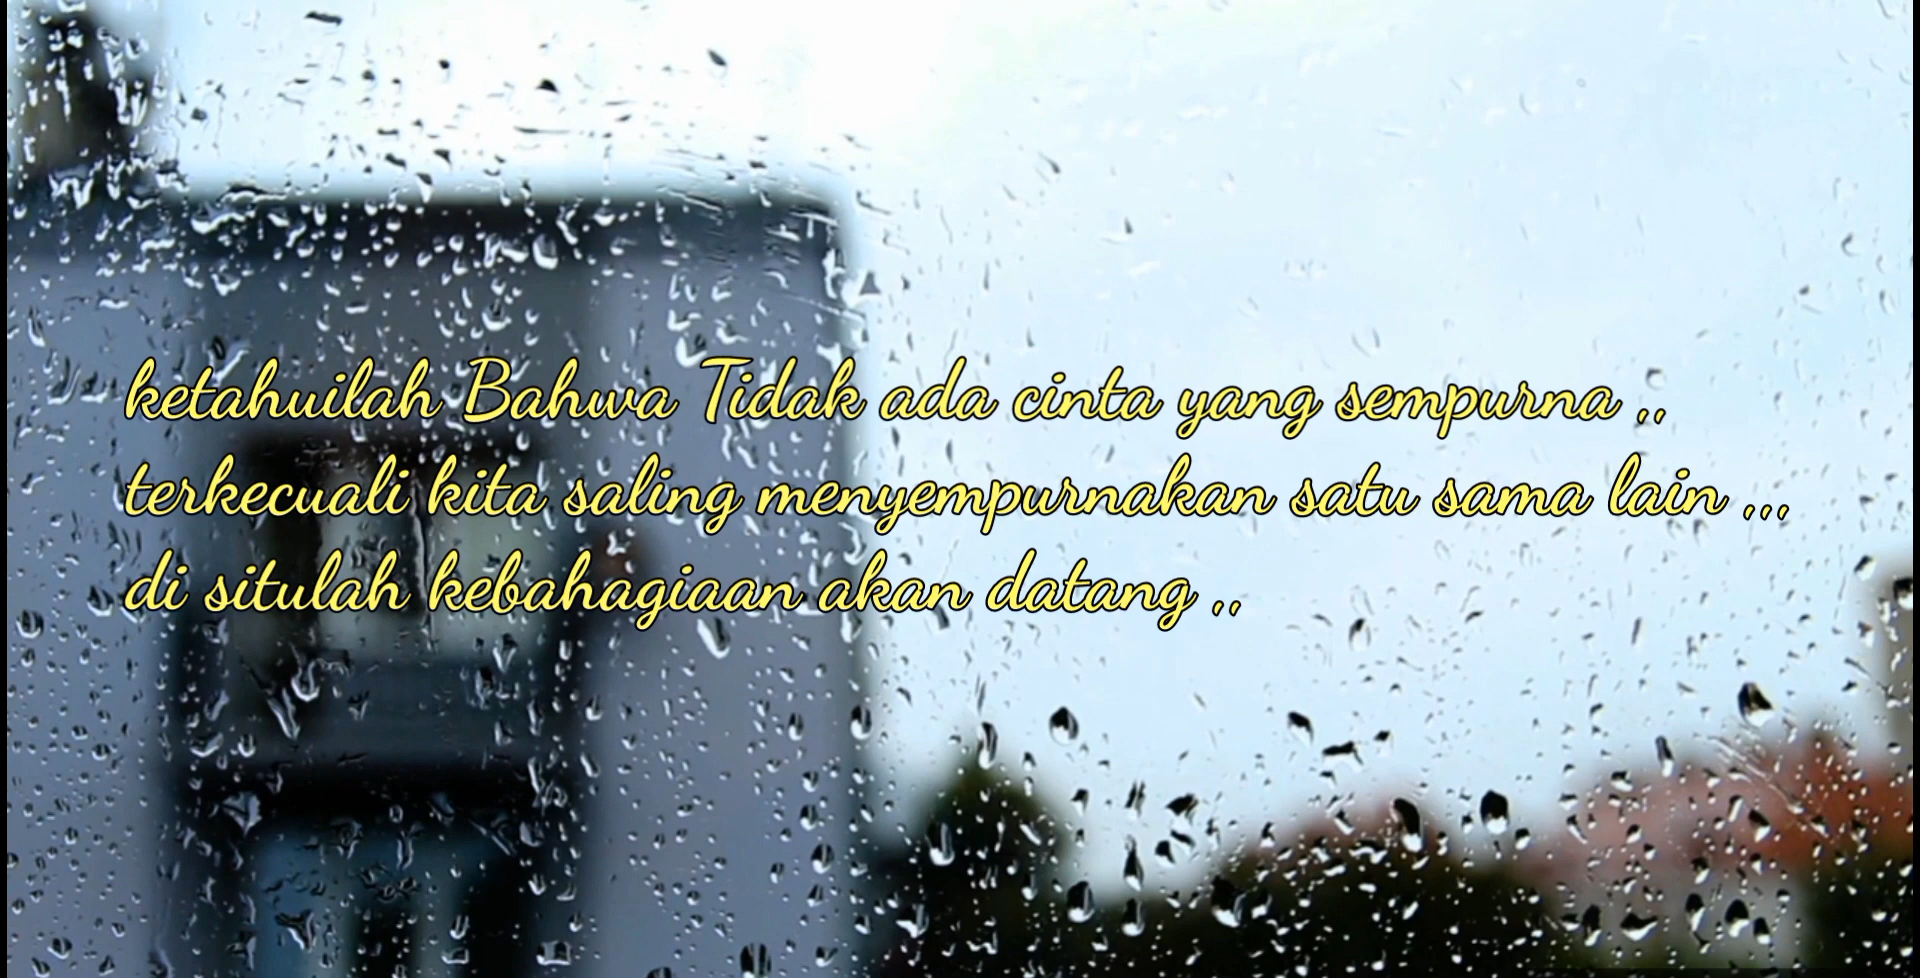 ketahuilah Bahwa Tidak ada cinta yang sempurna ,,
terkecuali kita saling menyempurnakan satu sama lain ,,,
di situlah kebahagiaan akan datang ,,